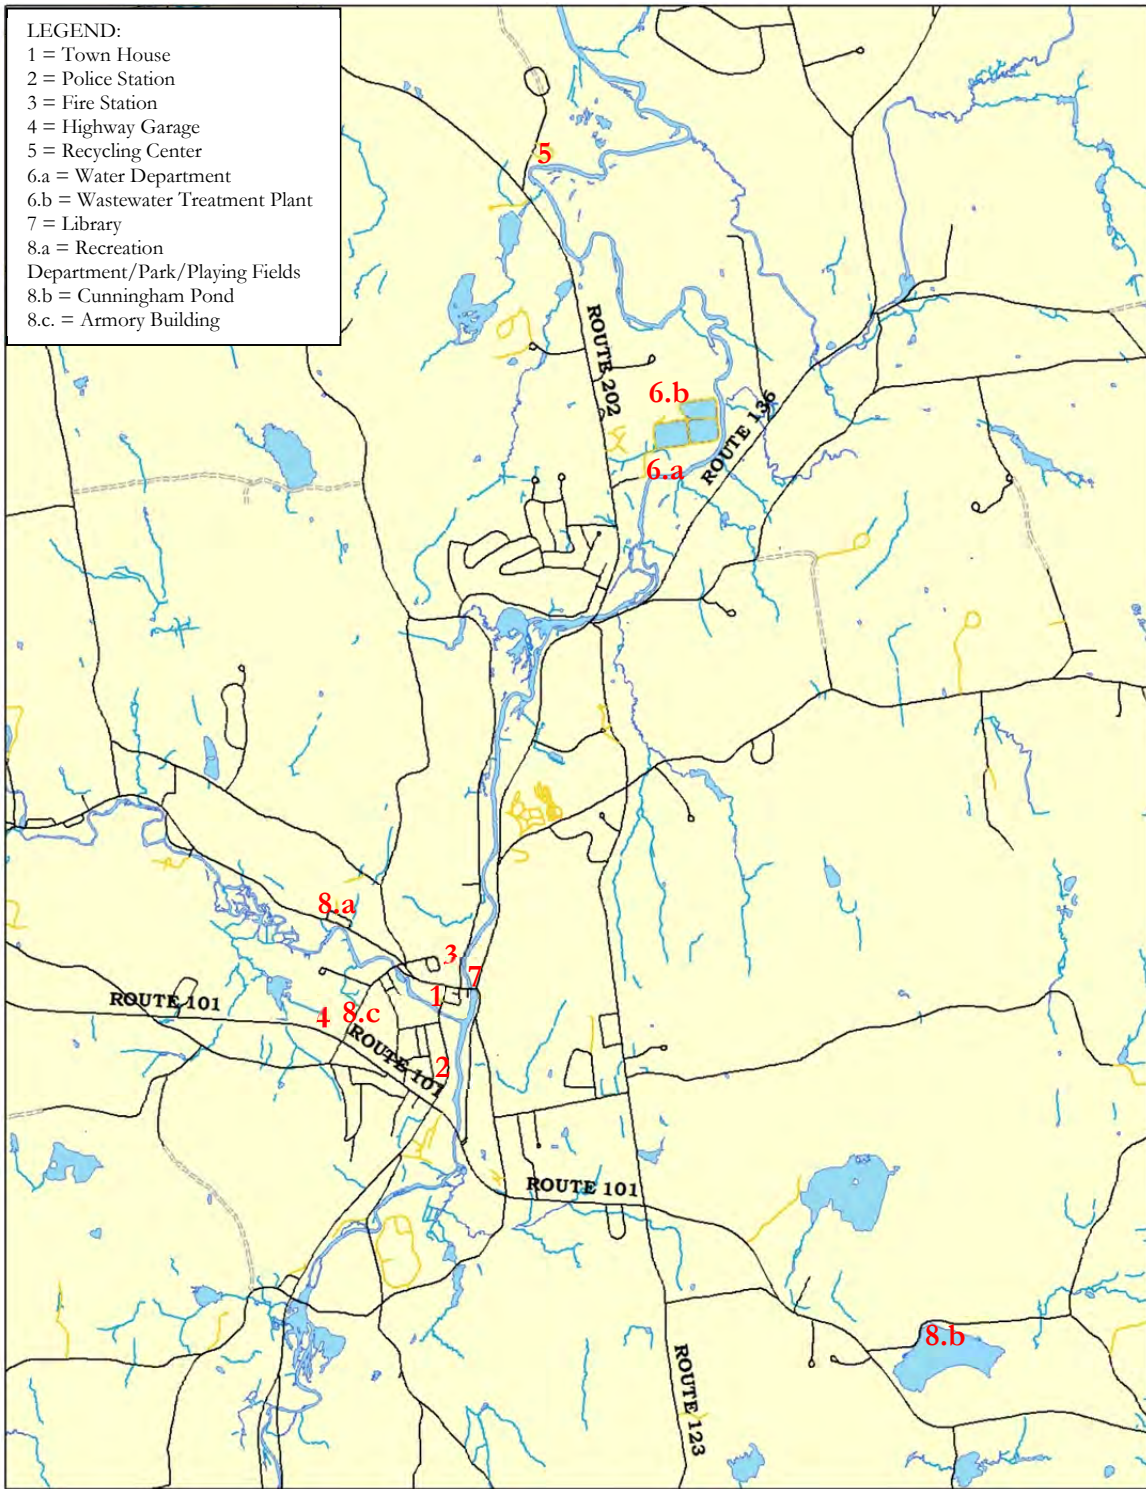 LEGEND:
1 = Town House
2 = Police Station
3 = Fire Station
4 = Highway Garage
5 = Recycling Center
6.a = Water Department
6.b = Wastewater Treatment Plant
7 = Library
8.a = Recreation
Department/Park/Playing Fields
8.b = Cunningham Pond
8.c. = Armory Building
5
ROUTE 202
6.b
ROUTE 136
6.a
8.a
3
7
1
ROUTE 101
4
8.c
ROUTE 101
2
ROUTE 101
8.b
ROUTE 123